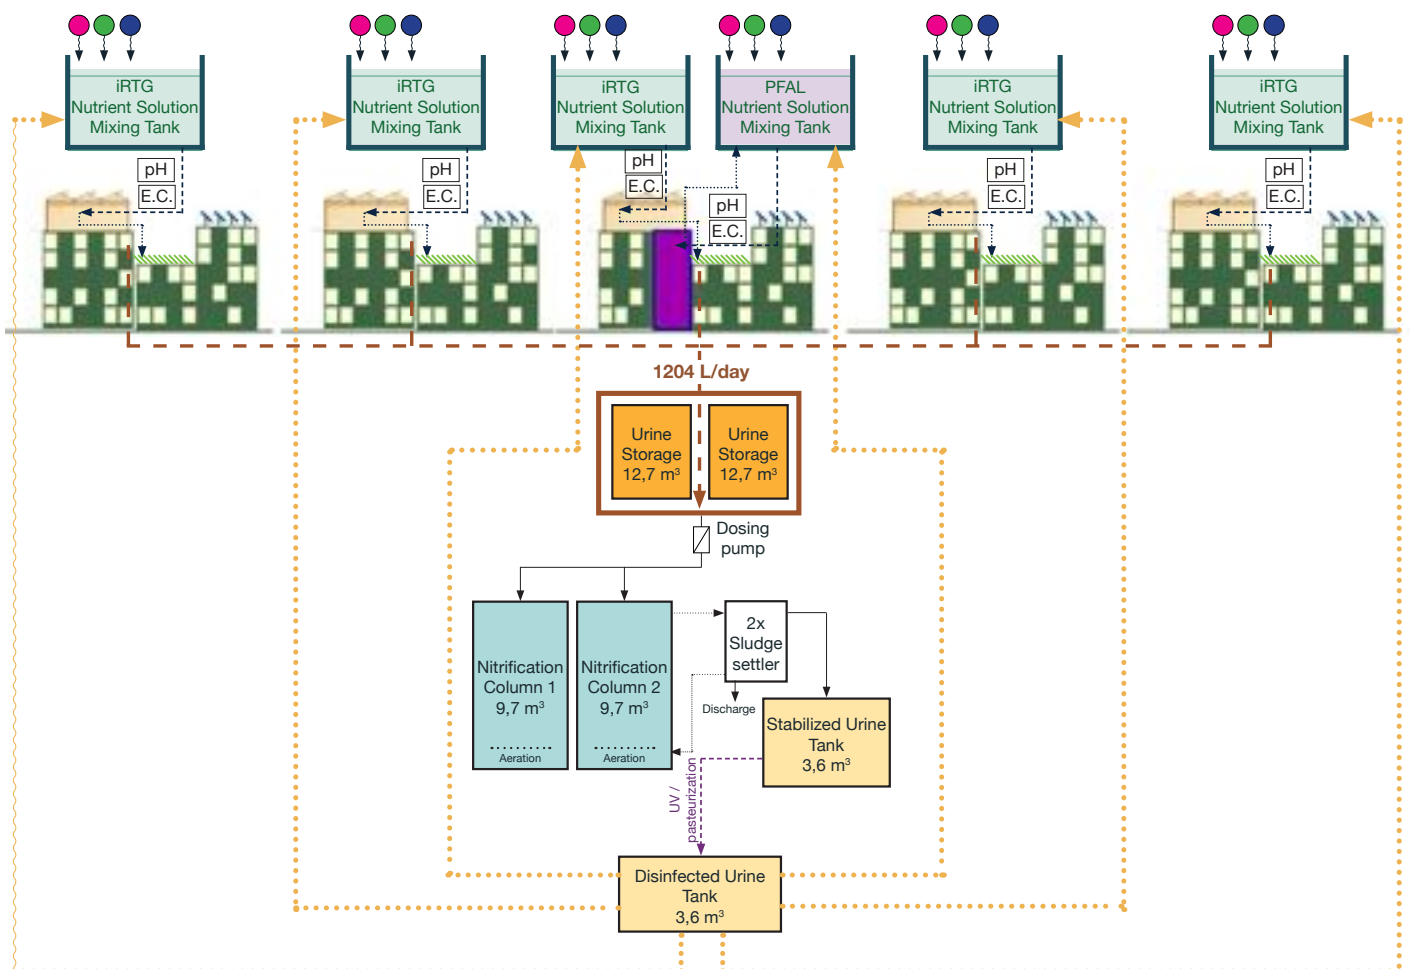 iRTG
Nutrient Solution
Mixing Tank
iRTG
Nutrient Solution
Mixing Tank
iRTG
Nutrient Solution
Mixing Tank
PFAL
Nutrient Solution
Mixing Tank
iRTG
Nutrient Solution
Mixing Tank
iRTG
Nutrient Solution
Mixing Tank
pH
E.C.
pH
E.C.
pH
E.C.
pH
E.C.
pH
E.C.
pH
E.C.
1204 L/day
Urine
Storage
12,7 m³
Urine
Storage
12,7 m³
Dosing
pump
Nitrification
Column 1
9,7 m³
Aeration
Nitrification
Column 2
9,7 m³
Aeration
2x
Sludge
settler
Discharge
Stabilized Urine
Tank
3,6 m³
UV /
pasteurization
Disinfected Urine
Tank
3,6 m³